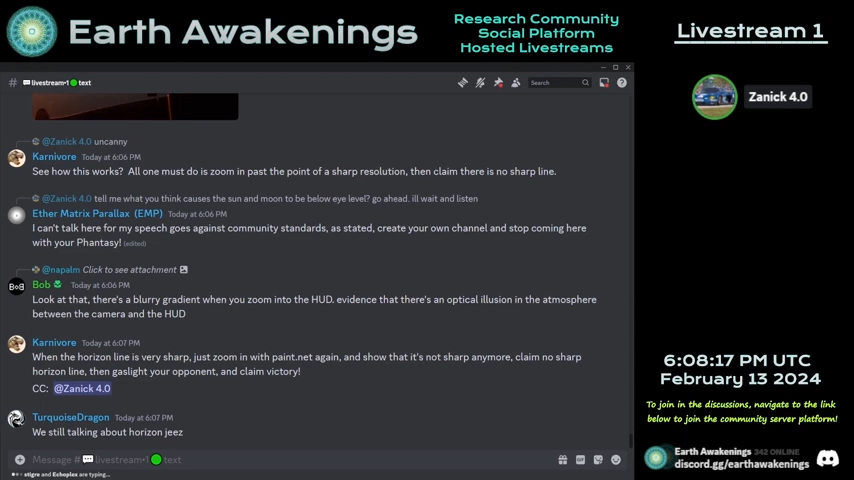 Earth Awakenings
Research Community
Social Platform
Hosted Livestreams
Livestream 1
# livestream•1 text
Search
Zanick 4.0
@Zanick 4.0 uncanny
Karnivore Today at 6:06 PM
See how this works? All one must do is zoom in past the point of a sharp resolution, then claim there is no sharp line.
@Zanick 4.0 tell me what you think causes the sun and moon to be below eye level? go ahead. ill wait and listen
Ether Matrix Parallax (EMP) Today at 6:06 PM
I can't talk here for my speech goes against community standards, as stated, create your own channel and stop coming here
with your Phantasy! (edited)
@napalm Click to see attachment
Bob Today at 6:06 PM
Look at that, there's a blurry gradient when you zoom into the HUD. evidence that there's an optical illusion in the atmosphere
between the camera and the HUD
Karnivore Today at 6:07 PM
When the horizon line is very sharp, just zoom in with paint.net again, and show that it's not sharp anymore, claim no sharp
horizon line, then gaslight your opponent, and claim victory!
CC: @Zanick 4.0
TurquoiseDragon Today at 6:07 PM
We still talking about horizon jeez
Message # livestream•1 text
GIF
stigre and Echoplex are typing...
6:08:17 PM UTC
February 13 2024
To join in the discussions, navigate to the link
below to join the community server platform!
Earth Awakenings 342 ONLINE
discord.gg/earthawakenings